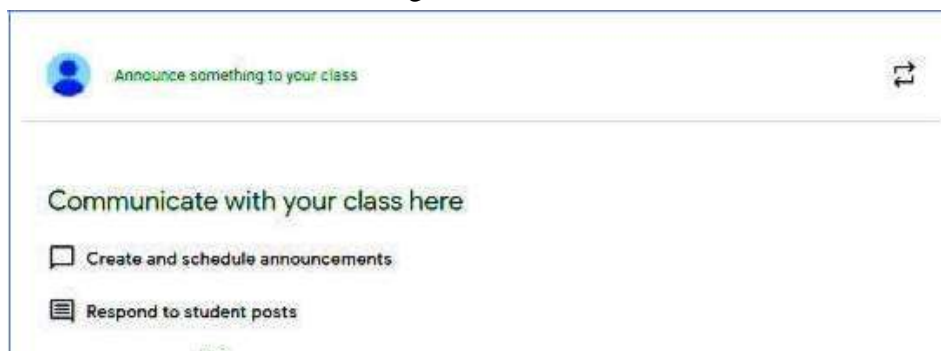 Announce something to your class
Communicate with your class here
Create and schedule announcements
Respond to student posts